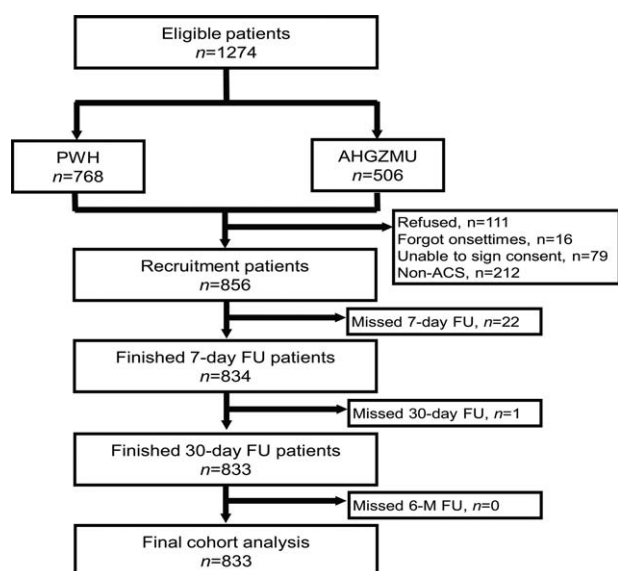 Eligible patients
n=1274
PWH
n=768
AHGZMU
n=506
Refused, n=111
Forgot onsettimes, n=16
Unable to sign consent, n=79
Non-ACS, n=212
Recruitment patients
n=856
Missed 7-day FU, n=22
Finished 7-day FU patients
n=834
Missed 30-day FU, n=1
Finished 30-day FU patients
n=833
Missed 6-M FU, n=0
Final cohort analysis
n=833